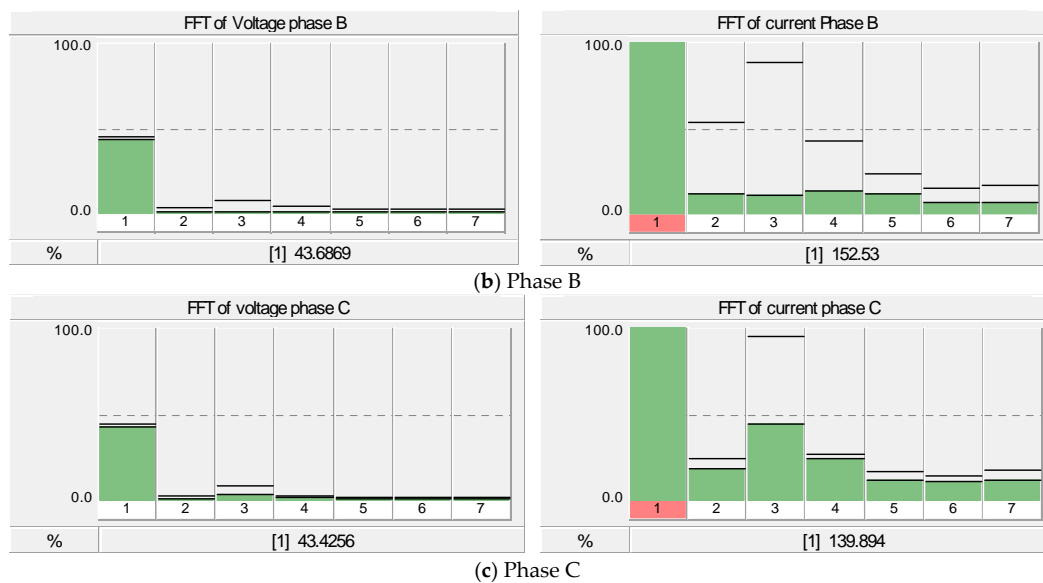 FFT of Voltage phase B
100.0
0.0
1 2 3 4 5 6 7
% [1] 43.6869
FFT of current Phase B
100.0
0.0
1 2 3 4 5 6 7
% [1] 152.53
(b) Phase B
FFT of voltage phase C
100.0
0.0
1 2 3 4 5 6 7
% [1] 43.4256
FFT of current phase C
100.0
0.0
1 2 3 4 5 6 7
% [1] 139.894
(c) Phase C